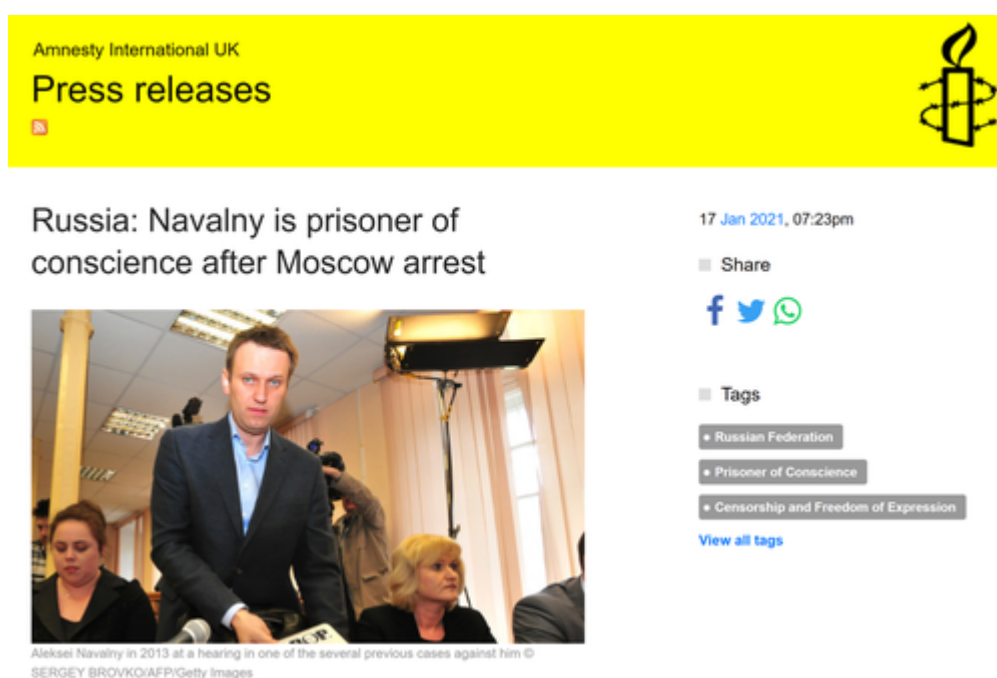 Amnesty International UK
Press releases
Russia: Navalny is prisoner of
conscience after Moscow arrest
Aleksei Navalny in 2013 at a hearing in one of the several previous cases against him ©
SERGEY BROVKO/AFP/Getty Images
17 Jan 2021, 07:23pm
Share
Tags
• Russian Federation
• Prisoner of Conscience
• Censorship and Freedom of Expression
View all tags